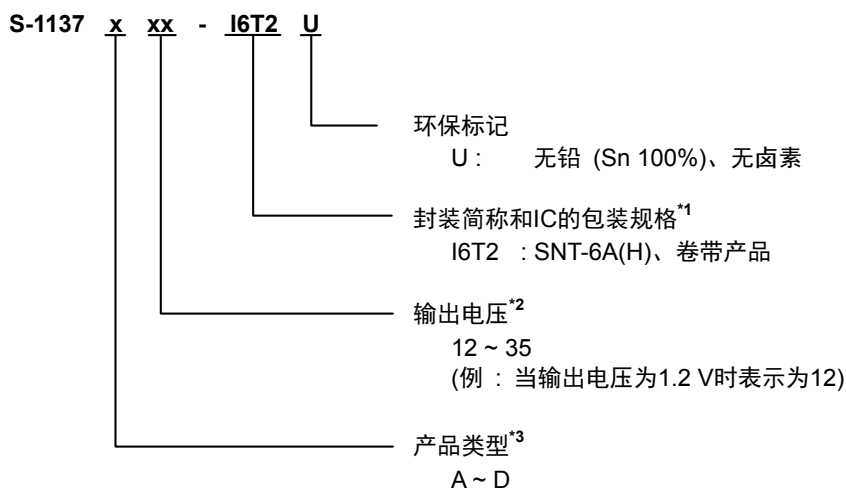 S-1137 x xx - I6T2 U
环保标记
U : 无铅 (Sn 100%)、无卤素
封装简称和IC的包装规格*1
I6T2 : SNT-6A(H)、卷带产品
输出电压*2
12 ~ 35
(例 : 当输出电压为1.2 V时表示为12)
产品类型*3
A ~ D